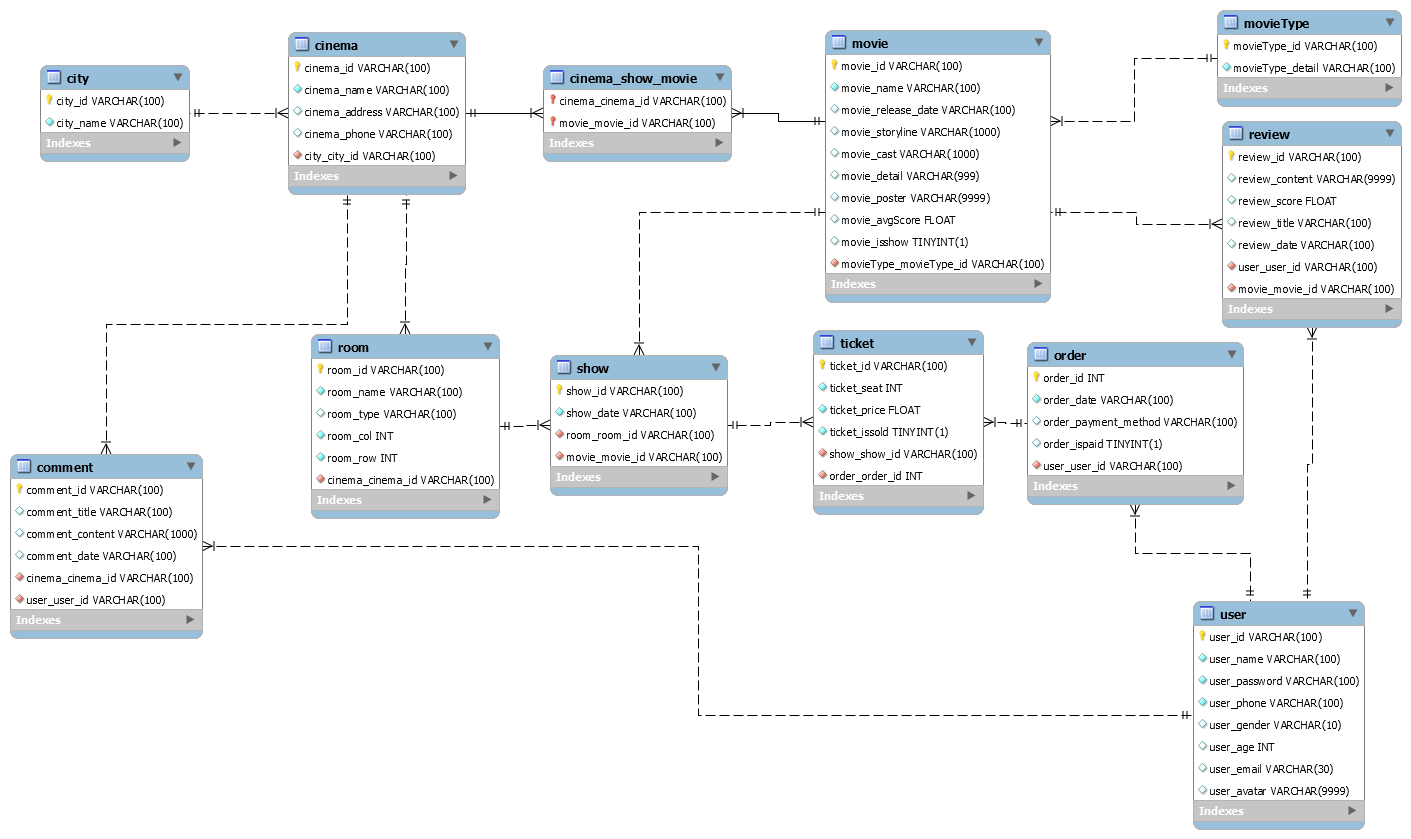 city
city_id VARCHAR(100)
city_name VARCHAR(100)
Indexes
cinema
cinema_id VARCHAR(100)
cinema_name VARCHAR(100)
cinema_address VARCHAR(100)
cinema_phone VARCHAR(100)
city_city_id VARCHAR(100)
Indexes
cinema_show_movie
cinema_cinema_id VARCHAR(100)
movie_movie_id VARCHAR(100)
Indexes
movie
movie_id VARCHAR(100)
movie_name VARCHAR(100)
movie_release_date VARCHAR(100)
movie_storyline VARCHAR(1000)
movie_cast VARCHAR(1000)
movie_detail VARCHAR(999)
movie_poster VARCHAR(9999)
movie_avgScore FLOAT
movie_isshow TINYINT(1)
movieType_movieType_id VARCHAR(100)
Indexes
movieType
movieType_id VARCHAR(100)
movieType_detail VARCHAR(100)
Indexes
review
review_id VARCHAR(100)
review_content VARCHAR(9999)
review_score FLOAT
review_title VARCHAR(100)
review_date VARCHAR(100)
user_user_id VARCHAR(100)
movie_movie_id VARCHAR(100)
Indexes
room
room_id VARCHAR(100)
room_name VARCHAR(100)
room_type VARCHAR(100)
room_col INT
room_row INT
cinema_cinema_id VARCHAR(100)
Indexes
show
show_id VARCHAR(100)
show_date VARCHAR(100)
room_room_id VARCHAR(100)
movie_movie_id VARCHAR(100)
Indexes
ticket
ticket_id VARCHAR(100)
ticket_seat INT
ticket_price FLOAT
ticket_issold TINYINT(1)
show_show_id VARCHAR(100)
order_order_id INT
Indexes
order
order_id INT
order_date VARCHAR(100)
order_payment_method VARCHAR(100)
order_ispaid TINYINT(1)
user_user_id VARCHAR(100)
Indexes
comment
comment_id VARCHAR(100)
comment_title VARCHAR(100)
comment_content VARCHAR(1000)
comment_date VARCHAR(100)
cinema_cinema_id VARCHAR(100)
user_user_id VARCHAR(100)
Indexes
user
user_id VARCHAR(100)
user_name VARCHAR(100)
user_password VARCHAR(100)
user_phone VARCHAR(100)
user_gender VARCHAR(10)
user_age INT
user_email VARCHAR(30)
user_avatar VARCHAR(9999)
Indexes